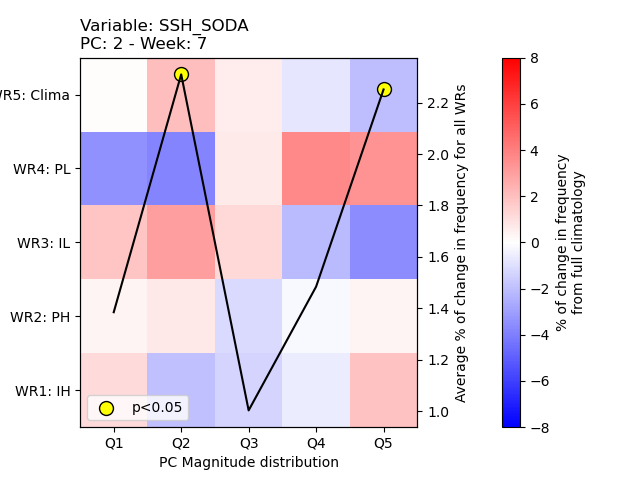 Variable: SSH_SODA
PC: 2 - Week: 7
WR5: Clima
WR4: PL
WR3: IL
WR2: PH
WR1: IH
p<0.05
Q1 Q2 Q3 Q4 Q5
PC Magnitude distribution
2.2
2.0
1.8
1.6
1.4
1.2
1.0
Average % of change in frequency for all WRs
8
6
4
2
0
−2
−4
−6
−8
% of change in frequency
from full climatology